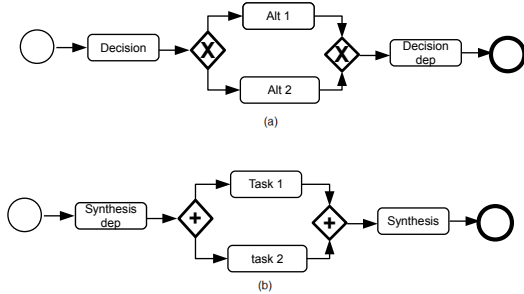 Alt 1
Decision
X
X
Decision
dep
Alt 2
(a)
Task 1
Synthesis
dep
+
+
Synthesis
task 2
(b)